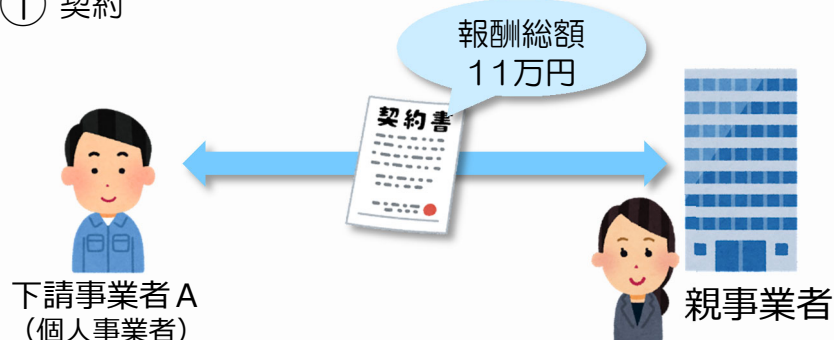 ① 契約
報酬総額
11万円
契約書
下請事業者A
（個人事業者）
親事業者